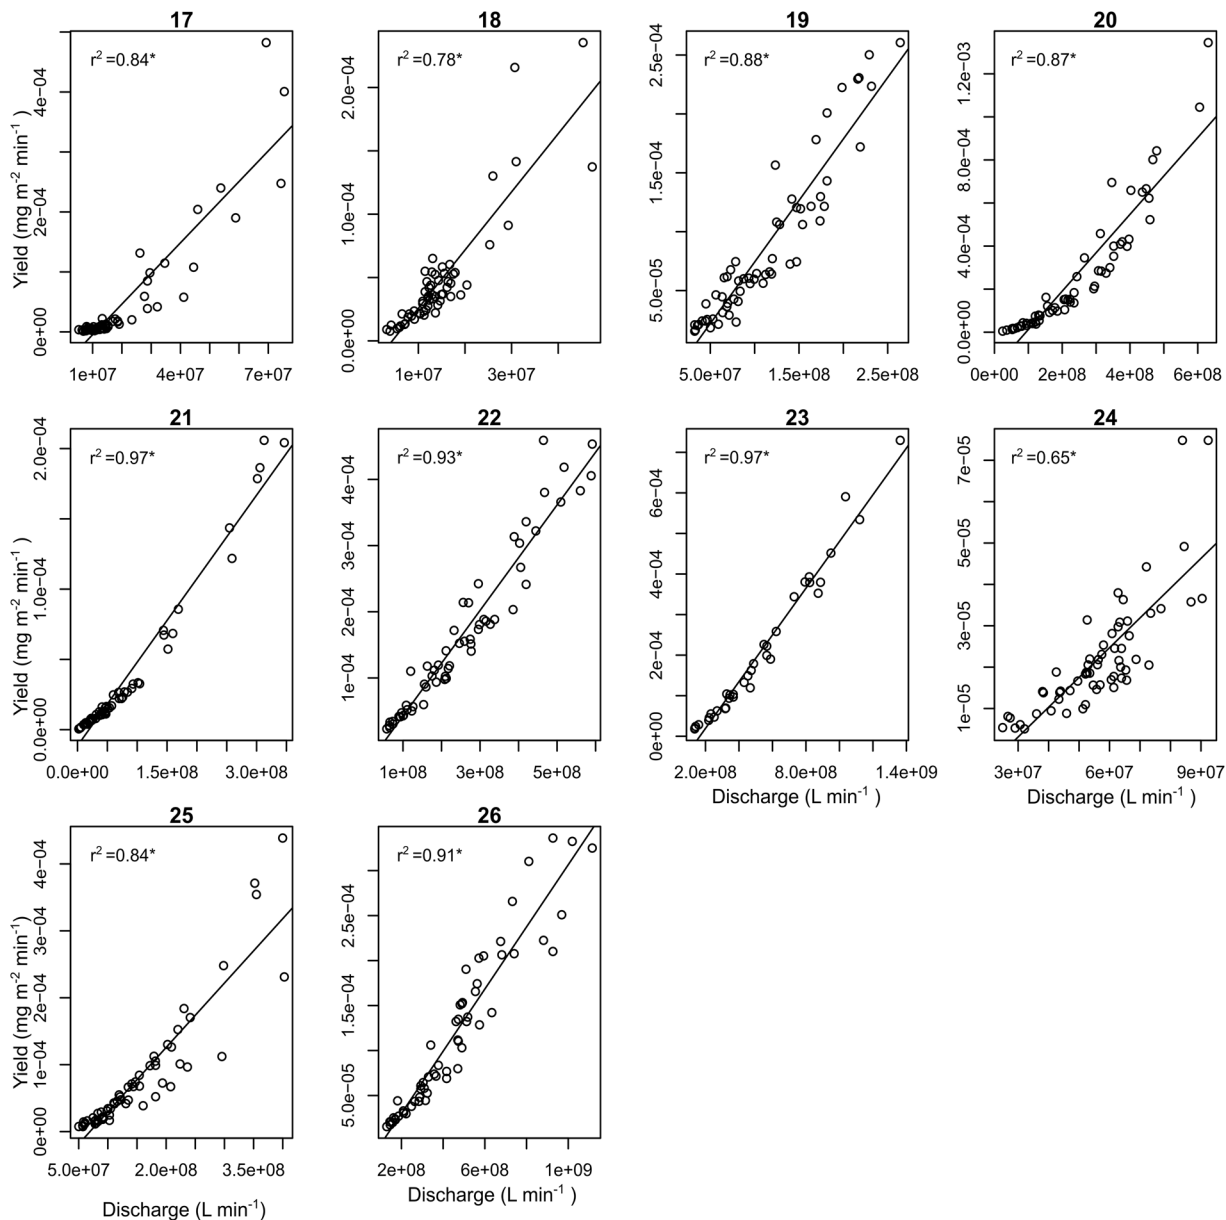 17
r² =0.84*
Yield (mg m⁻² min⁻¹)
0e+00 2e−04 4e−04
1e+07 4e+07 7e+07
18
r² =0.78*
0.0e+00 1.0e−04 2.0e−04
1e+07 3e+07
19
r² =0.88*
5.0e−05 1.5e−04 2.5e−04
5.0e+07 1.5e+08 2.5e+08
20
r² =0.87*
0.0e+00 4.0e−04 8.0e−04 1.2e−03
0e+00 2e+08 4e+08 6e+08
21
r² =0.97*
Yield (mg m⁻² min⁻¹ )
0.0e+00 1.0e−04 2.0e−04
0.0e+00 1.5e+08 3.0e+08
22
r² =0.93*
1e−04 2e−04 3e−04 4e−04
1e+08 3e+08 5e+08
23
r² =0.97*
0e+00 2e−04 4e−04 6e−04
2.0e+08 8.0e+08 1.4e+09
Discharge (L min⁻¹ )
24
r² =0.65*
1e−05 3e−05 5e−05 7e−05
3e+07 6e+07 9e+07
Discharge (L min⁻¹ )
25
r² =0.84*
Yield (mg m⁻² min⁻¹)
0e+00 1e−04 2e−04 3e−04 4e−04
5.0e+07 2.0e+08 3.5e+08
Discharge (L min⁻¹)
26
r² =0.91*
5.0e−05 1.5e−04 2.5e−04
2e+08 6e+08 1e+09
Discharge (L min⁻¹ )